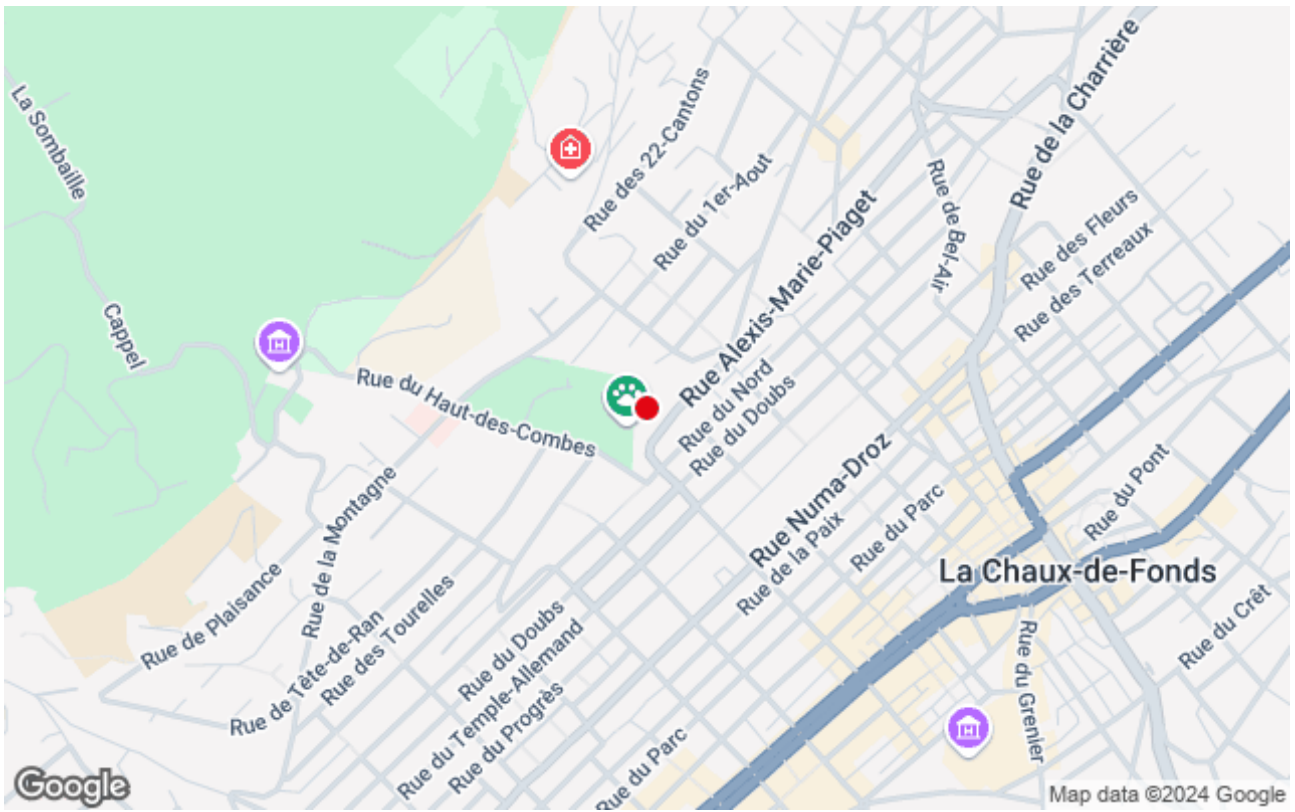 La Sombaille
Rue des 22-Cantons
Rue du 1er-Aout
Rue de la Charrière
Rue de Bel-Air
Rue des Fleurs
Rue des Terreaux
Rue Alexis-Marie-Piaget
Cappel
H
Rue du Haut-des-Combes
Rue du Nord
Rue du Doubs
Rue Numa-Droz
Rue du Parc
Rue du Pont
Rue de la Paix
La Chaux-de-Fonds
Rue de la Montagne
Rue de Plaisance
Rue de Tête-de-Ran
Rue des Tourelles
Rue du Doubs
Rue du Temple-Allemand
Rue du Progrès
Rue du Parc
Rue du Grenier
Rue du Crêt
H
Google
Map data ©2024 Google